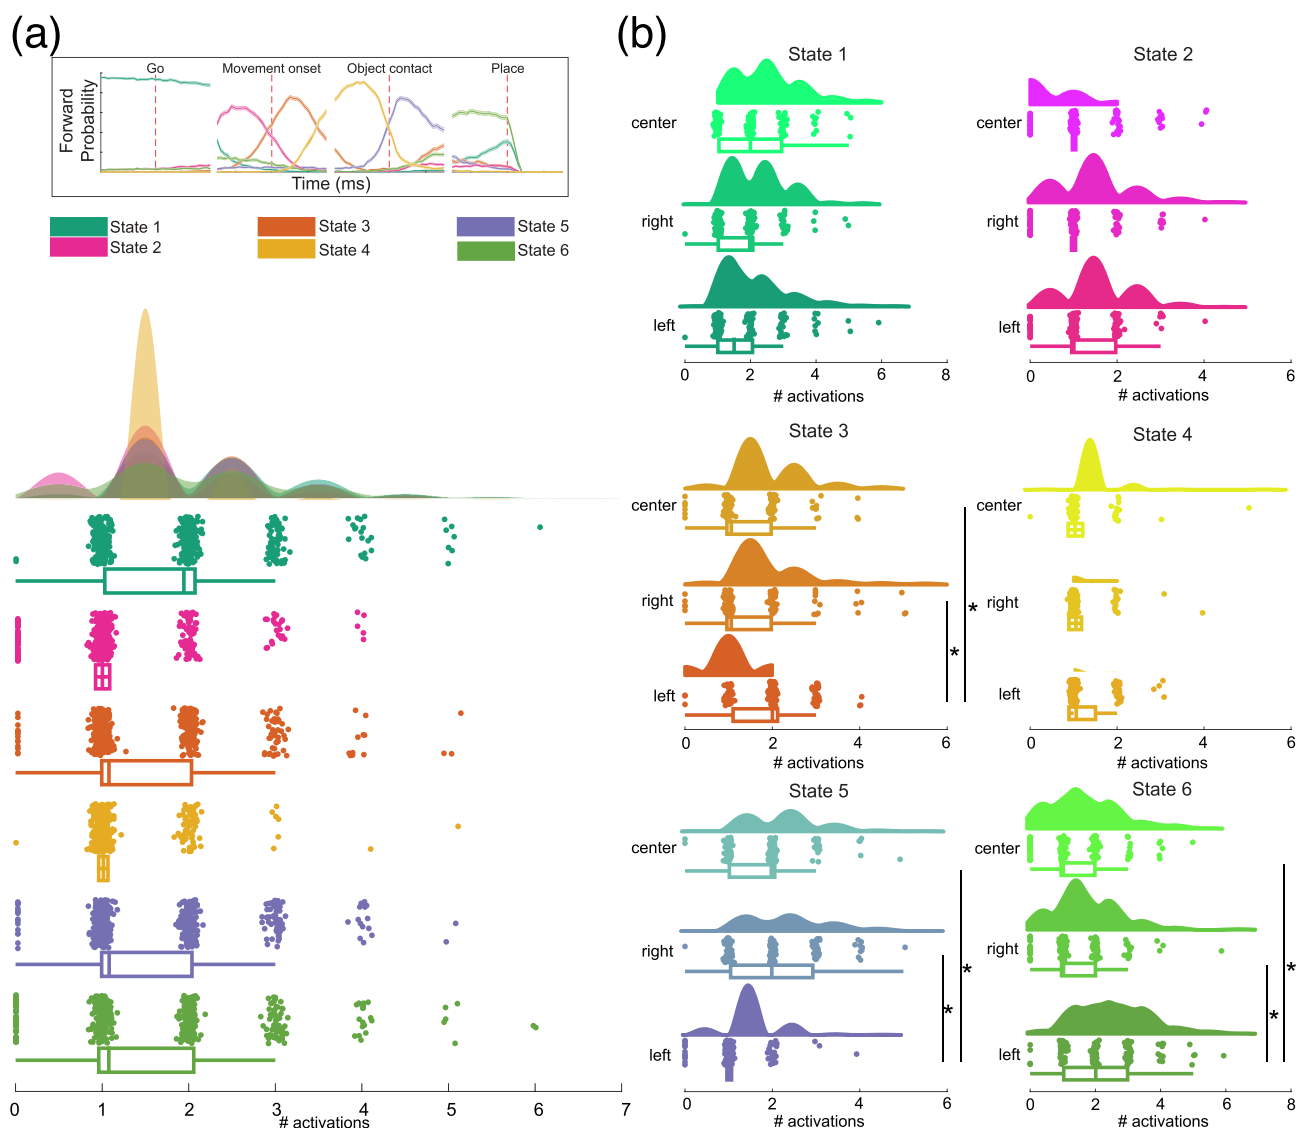 (a)
Go
Movement onset
Object contact
Place
Forward
Probability
Time (ms)
State 1
State 2
State 3
State 4
State 5
State 6
0 1 2 3 4 5 6 7
# activations
(b)
State 1
center
right
left
0 2 4 6 8
# activations
State 2
center
right
left
0 2 4 6
# activations
State 3
center
right
left
*
*
0 2 4 6
# activations
State 4
center
right
left
0 2 4 6
# activations
State 5
center
right
left
*
*
0 2 4 6
# activations
State 6
center
right
left
*
*
0 2 4 6 8
# activations